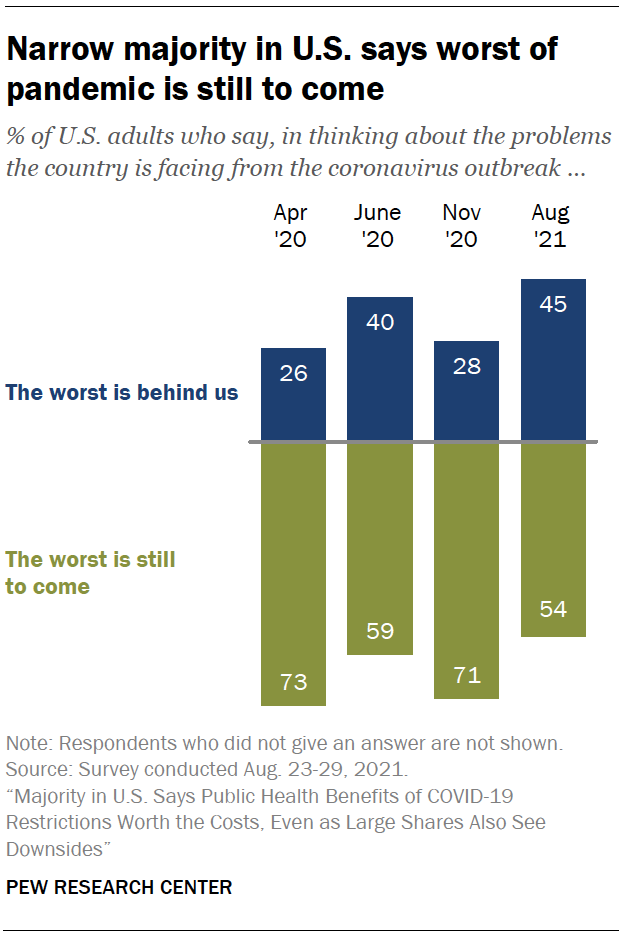 Narrow majority in U.S. says worst of
pandemic is still to come
% of U.S. adults who say, in thinking about the problems
the country is facing from the coronavirus outbreak ...
Apr '20
June '20
Nov '20
Aug '21
The worst is behind us
26
40
28
45
The worst is still
to come
73
59
71
54
Note: Respondents who did not give an answer are not shown.
Source: Survey conducted Aug. 23-29, 2021.
“Majority in U.S. Says Public Health Benefits of COVID-19
Restrictions Worth the Costs, Even as Large Shares Also See
Downsides”
PEW RESEARCH CENTER